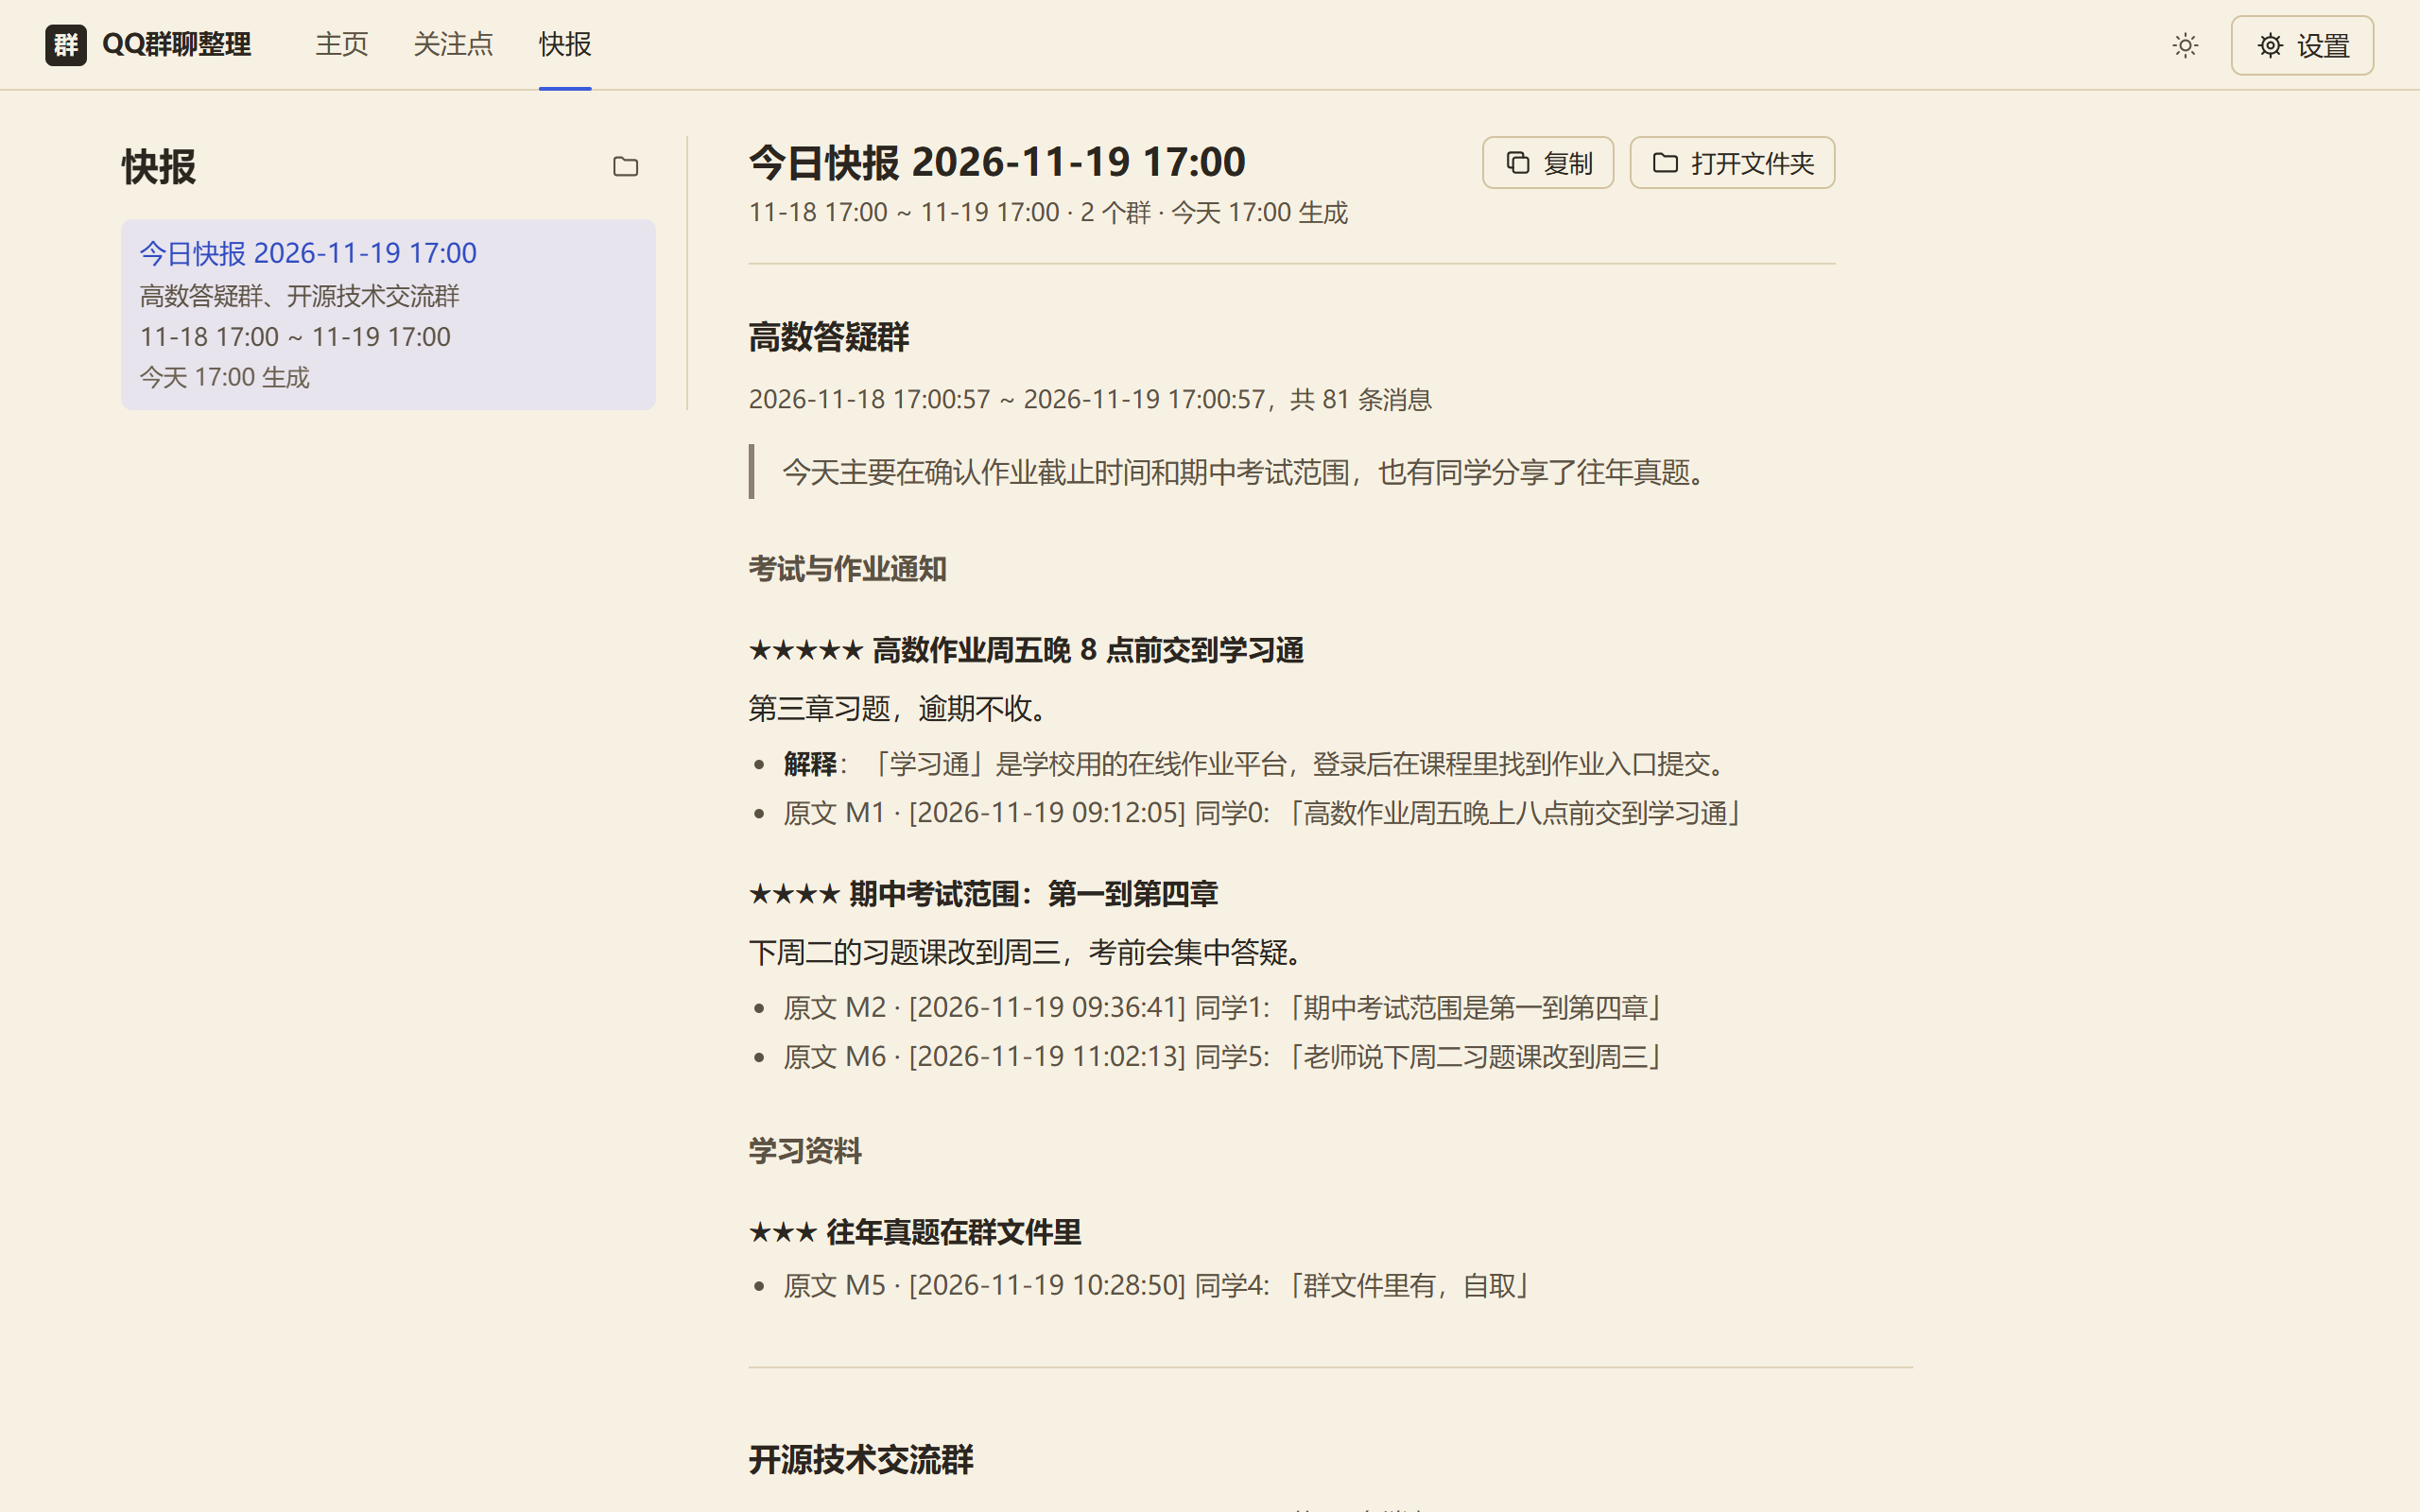 群 QQ群聊整理 主页 关注点 快报 设置
快报
今日快报 2026-11-19 17:00
高数答疑群、开源技术交流群
11-18 17:00 ~ 11-19 17:00
今天 17:00 生成
今日快报 2026-11-19 17:00
复制 打开文件夹
11-18 17:00 ~ 11-19 17:00 · 2 个群 · 今天 17:00 生成
高数答疑群
2026-11-18 17:00:57 ~ 2026-11-19 17:00:57，共 81 条消息
今天主要在确认作业截止时间和期中考试范围，也有同学分享了往年真题。
考试与作业通知
★★★★★ 高数作业周五晚 8 点前交到学习通
第三章习题，逾期不收。
• 解释：「学习通」是学校用的在线作业平台，登录后在课程里找到作业入口提交。
• 原文 M1 · [2026-11-19 09:12:05] 同学0: 「高数作业周五晚上八点前交到学习通」
★★★★ 期中考试范围：第一到第四章
下周二的习题课改到周三，考前会集中答疑。
• 原文 M2 · [2026-11-19 09:36:41] 同学1: 「期中考试范围是第一到第四章」
• 原文 M6 · [2026-11-19 11:02:13] 同学5: 「老师说下周二习题课改到周三」
学习资料
★★★ 往年真题在群文件里
• 原文 M5 · [2026-11-19 10:28:50] 同学4: 「群文件里有，自取」
开源技术交流群